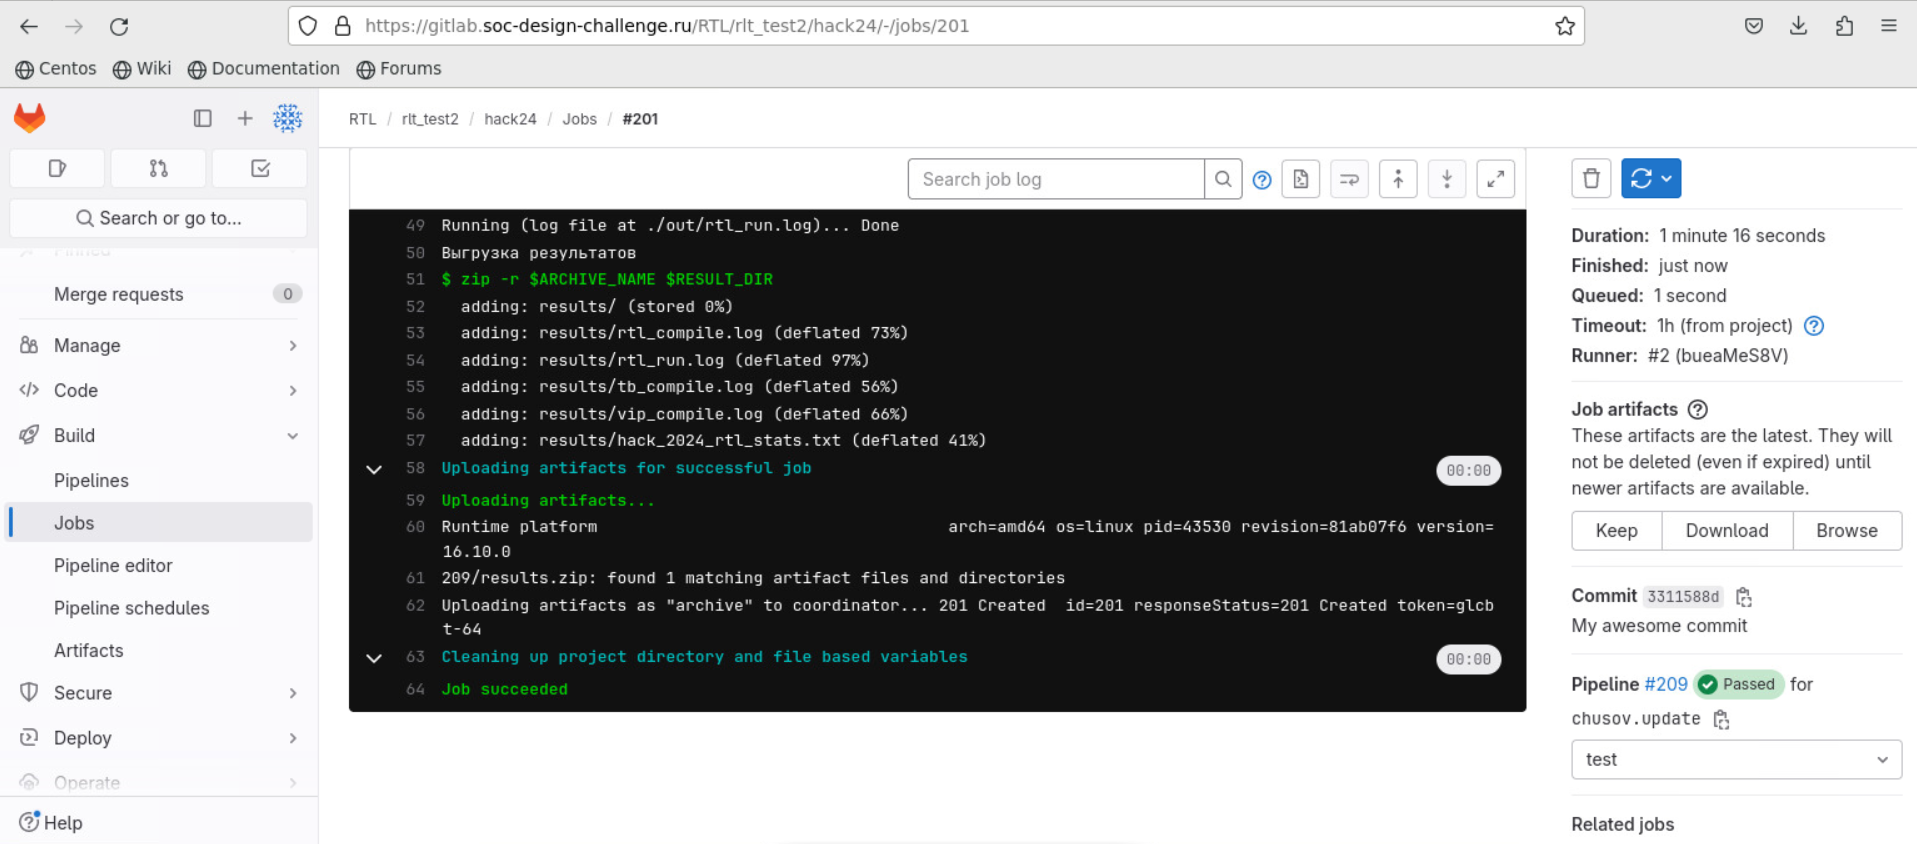 https://gitlab.soc-design-challenge.ru/RTL/rlt_test2/hack24/-/jobs/201
Centos Wiki Documentation Forums
RTL / rlt_test2 / hack24 / Jobs / #201
Search or go to...
Pinned
Merge requests 0
Manage
Code
Build
Pipelines
Jobs
Pipeline editor
Pipeline schedules
Artifacts
Secure
Deploy
Operate
Help
Search job log
49 Running (log file at ./out/rtl_run.log)... Done
50 Выгрузка результатов
51 $ zip -r $ARCHIVE_NAME $RESULT_DIR
52 adding: results/ (stored 0%)
53 adding: results/rtl_compile.log (deflated 73%)
54 adding: results/rtl_run.log (deflated 97%)
55 adding: results/tb_compile.log (deflated 56%)
56 adding: results/vip_compile.log (deflated 66%)
57 adding: results/hack_2024_rtl_stats.txt (deflated 41%)
58 Uploading artifacts for successful job 00:00
59 Uploading artifacts...
60 Runtime platform arch=amd64 os=linux pid=43530 revision=81ab07f6 version=
16.10.0
61 209/results.zip: found 1 matching artifact files and directories
62 Uploading artifacts as "archive" to coordinator... 201 Created id=201 responseStatus=201 Created token=glcb
t-64
63 Cleaning up project directory and file based variables 00:00
64 Job succeeded
Duration: 1 minute 16 seconds
Finished: just now
Queued: 1 second
Timeout: 1h (from project)
Runner: #2 (bueaMeS8V)
Job artifacts
These artifacts are the latest. They will
not be deleted (even if expired) until
newer artifacts are available.
Keep Download Browse
Commit 3311588d
My awesome commit
Pipeline #209 Passed for
chusov.update
test
Related jobs